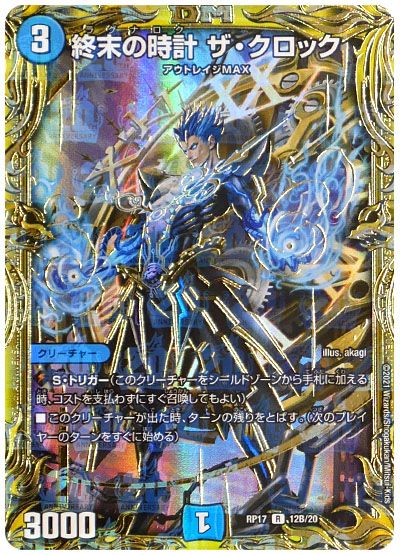 DM
3
終末の時計 ザ・クロック
アウトレイジMAX
クリーチャー
illus. akagi
S・トリガー(このクリーチャーをシールドゾーンから手札に加える
時、コストを支払わずにすぐ召喚してもよい)
■このクリーチャーが出た時、ターンの残りをとばす。(次のプレイ
ヤーのターンをすぐに始める)
©2021 Wizards/Shogakukan/Mitsui-Kids
3000
1
RP17 R 12B/20